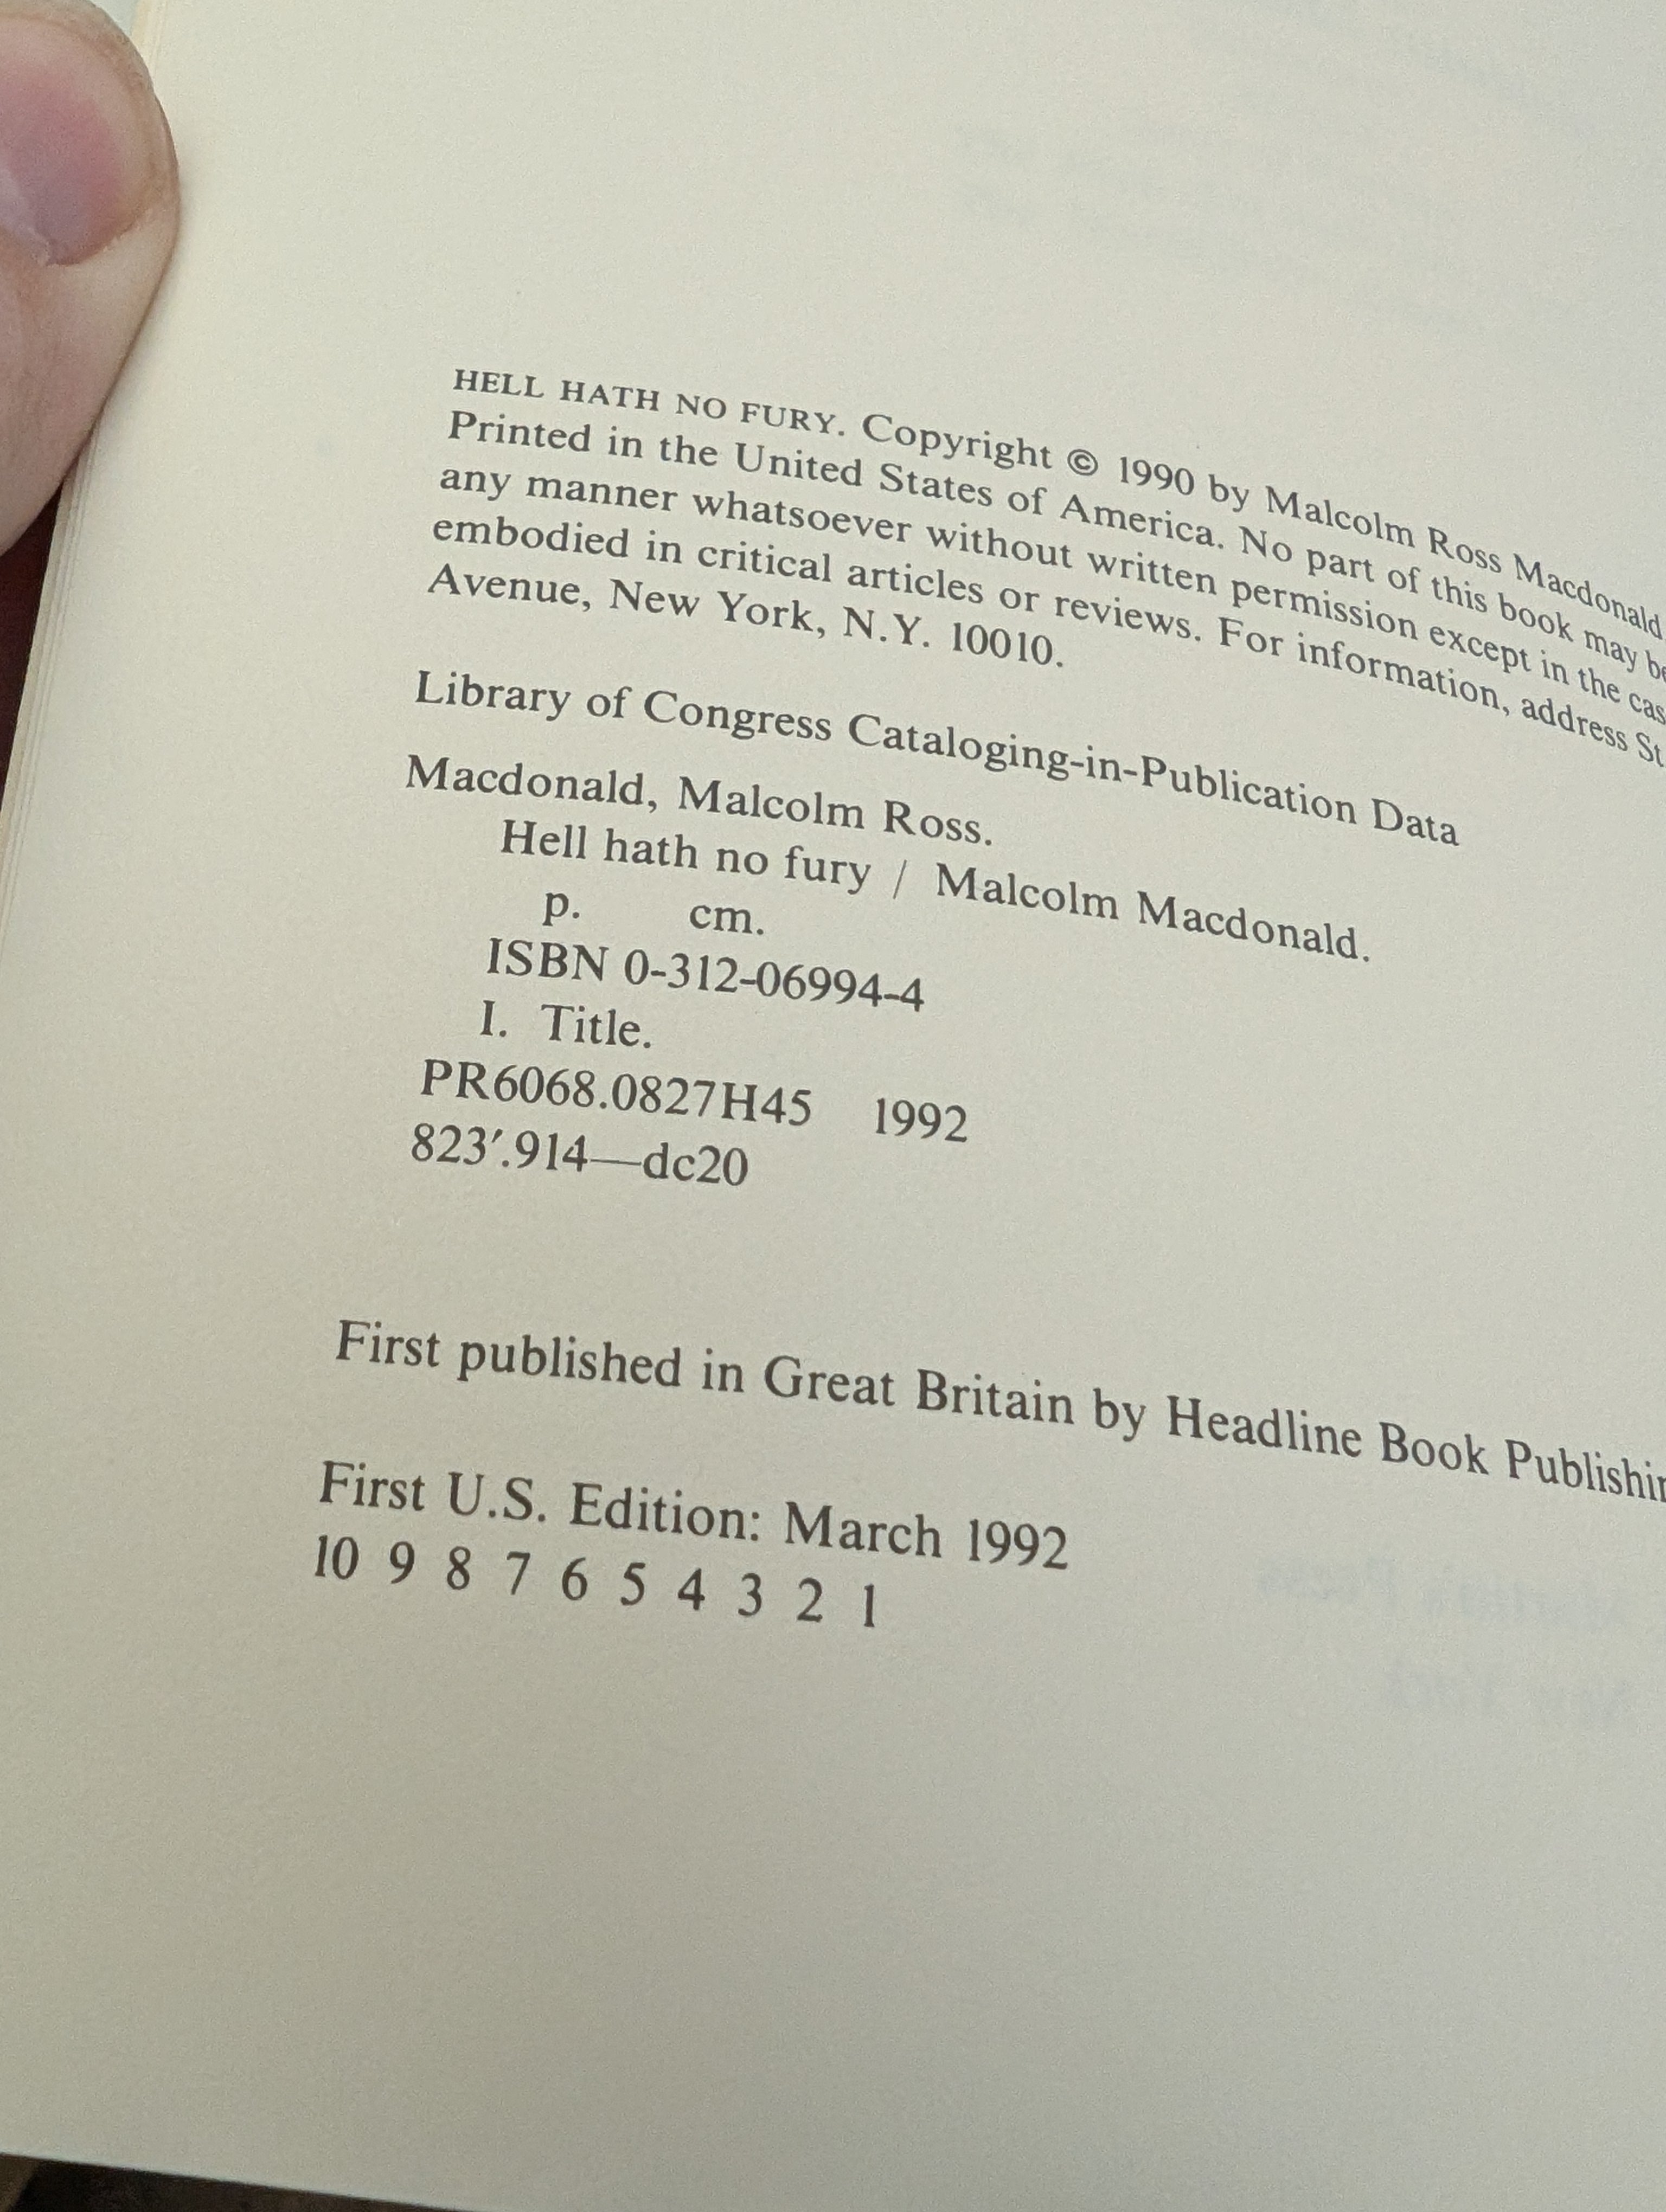 HELL HATH NO FURY. Copyright © 1990 by Malcolm Ross Macdonald
Printed in the United States of America. No part of this book may be
any manner whatsoever without written permission except in the cas
embodied in critical articles or reviews. For information, address St
Avenue, New York, N.Y. 10010.
Library of Congress Cataloging-in-Publication Data
Macdonald, Malcolm Ross.
Hell hath no fury / Malcolm Macdonald.
p. cm.
ISBN 0-312-06994-4
I. Title.
PR6068.0827H45 1992
823′.914—dc20
First published in Great Britain by Headline Book Publishin
First U.S. Edition: March 1992
10 9 8 7 6 5 4 3 2 1